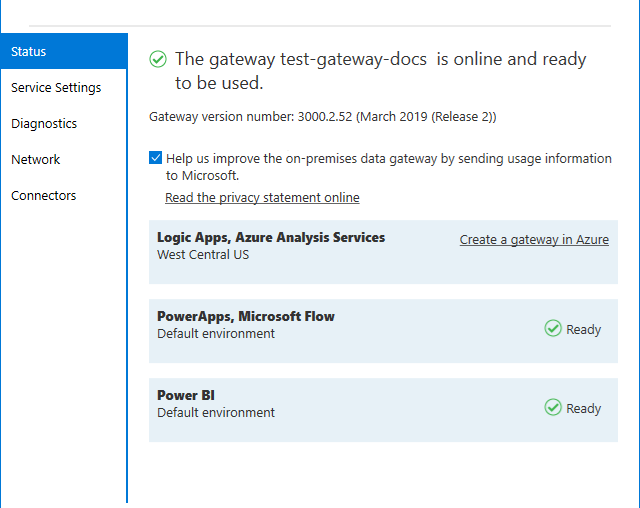 Status
Service Settings
Diagnostics
Network
Connectors
The gateway test-gateway-docs is online and ready
to be used.
Gateway version number: 3000.2.52 (March 2019 (Release 2))
Help us improve the on-premises data gateway by sending usage information
to Microsoft.
Read the privacy statement online
Logic Apps, Azure Analysis Services
West Central US
Create a gateway in Azure
PowerApps, Microsoft Flow
Default environment
Ready
Power BI
Default environment
Ready